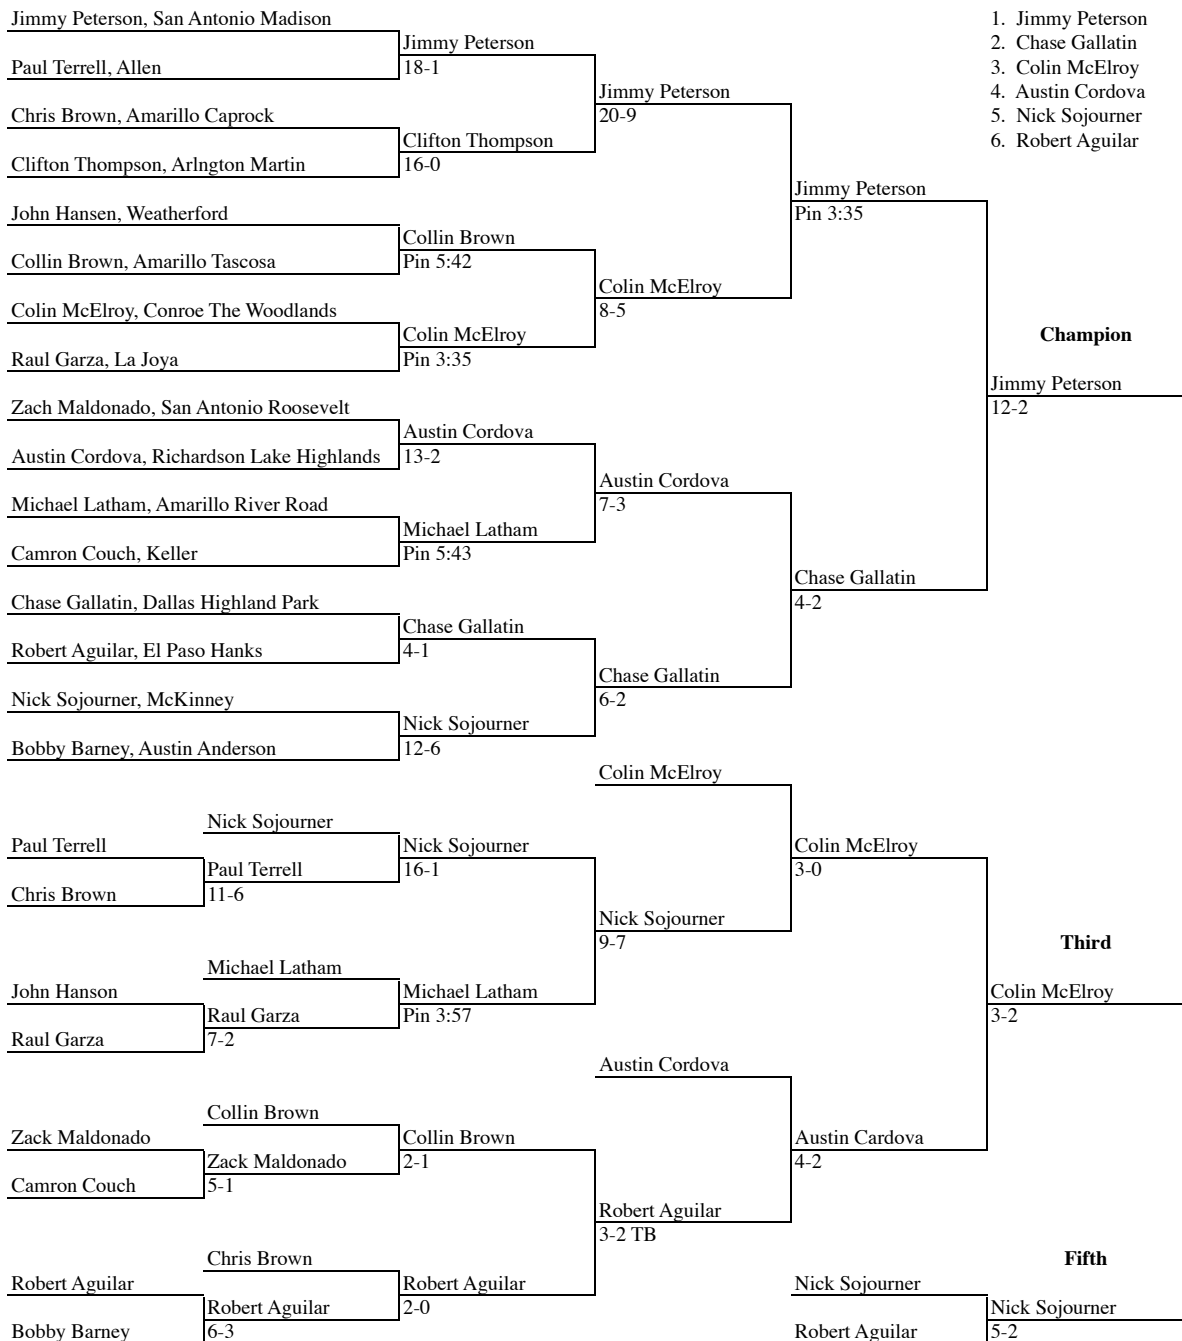 Jimmy Peterson, San Antonio Madison
1. Jimmy Peterson
Jimmy Peterson
2. Chase Gallatin
Paul Terrell, Allen
18-1
3. Colin McElroy
Jimmy Peterson
4. Austin Cordova
Chris Brown, Amarillo Caprock
20-9
5. Nick Sojourner
Clifton Thompson
6. Robert Aguilar
Clifton Thompson, Arlngton Martin
16-0
Jimmy Peterson
John Hansen, Weatherford
Pin 3:35
Collin Brown
Collin Brown, Amarillo Tascosa
Pin 5:42
Colin McElroy
Colin McElroy, Conroe The Woodlands
8-5
Colin McElroy
Champion
Raul Garza, La Joya
Pin 3:35
Jimmy Peterson
Zach Maldonado, San Antonio Roosevelt
12-2
Austin Cordova
Austin Cordova, Richardson Lake Highlands
13-2
Austin Cordova
Michael Latham, Amarillo River Road
7-3
Michael Latham
Camron Couch, Keller
Pin 5:43
Chase Gallatin
Chase Gallatin, Dallas Highland Park
4-2
Chase Gallatin
Robert Aguilar, El Paso Hanks
4-1
Chase Gallatin
Nick Sojourner, McKinney
6-2
Nick Sojourner
Bobby Barney, Austin Anderson
12-6
Colin McElroy
Nick Sojourner
Paul Terrell
Nick Sojourner
Colin McElroy
Paul Terrell
16-1
3-0
Chris Brown
11-6
Nick Sojourner
9-7
Third
Michael Latham
John Hanson
Michael Latham
Colin McElroy
Raul Garza
Pin 3:57
3-2
Raul Garza
7-2
Austin Cordova
Collin Brown
Zack Maldonado
Collin Brown
Austin Cardova
Zack Maldonado
2-1
4-2
Camron Couch
5-1
Robert Aguilar
3-2 TB
Chris Brown
Fifth
Robert Aguilar
Robert Aguilar
Nick Sojourner
Robert Aguilar
2-0
Nick Sojourner
Bobby Barney
6-3
Robert Aguilar
5-2